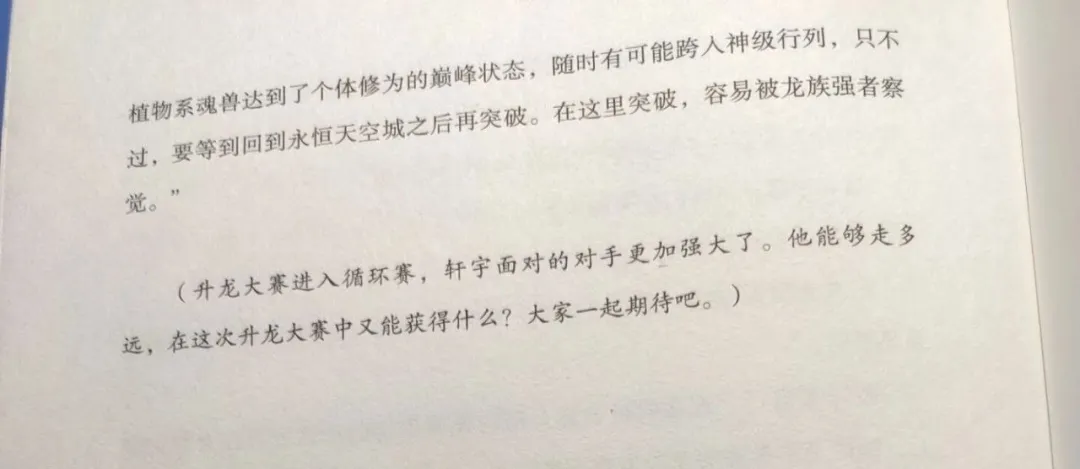 植物系魂兽达到了个体修为的巅峰状态，随时有可能跨入神级行列，只不
过，要等到回到永恒天空城之后再突破。在这里突破，容易被龙族强者察
觉。”
（升龙大赛进入循环赛，轩宇面对的对手更加强大了。他能够走多
远，在这次升龙大赛中又能获得什么？大家一起期待吧。）